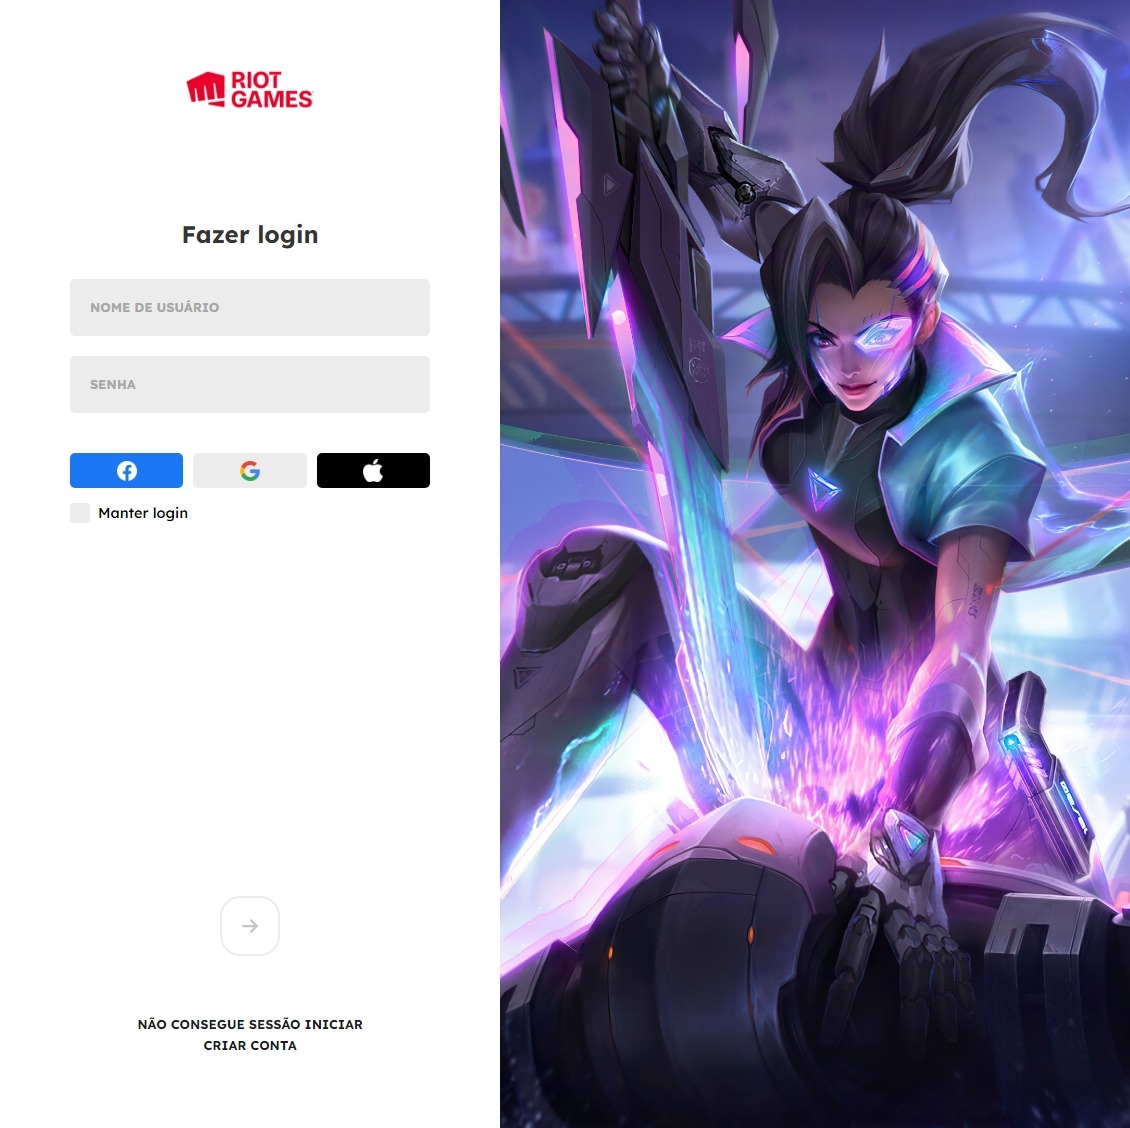 RIOT
GAMES
Fazer login
NOME DE USUÁRIO
SENHA
Manter login
NÃO CONSEGUE SESSÃO INICIAR
CRIAR CONTA